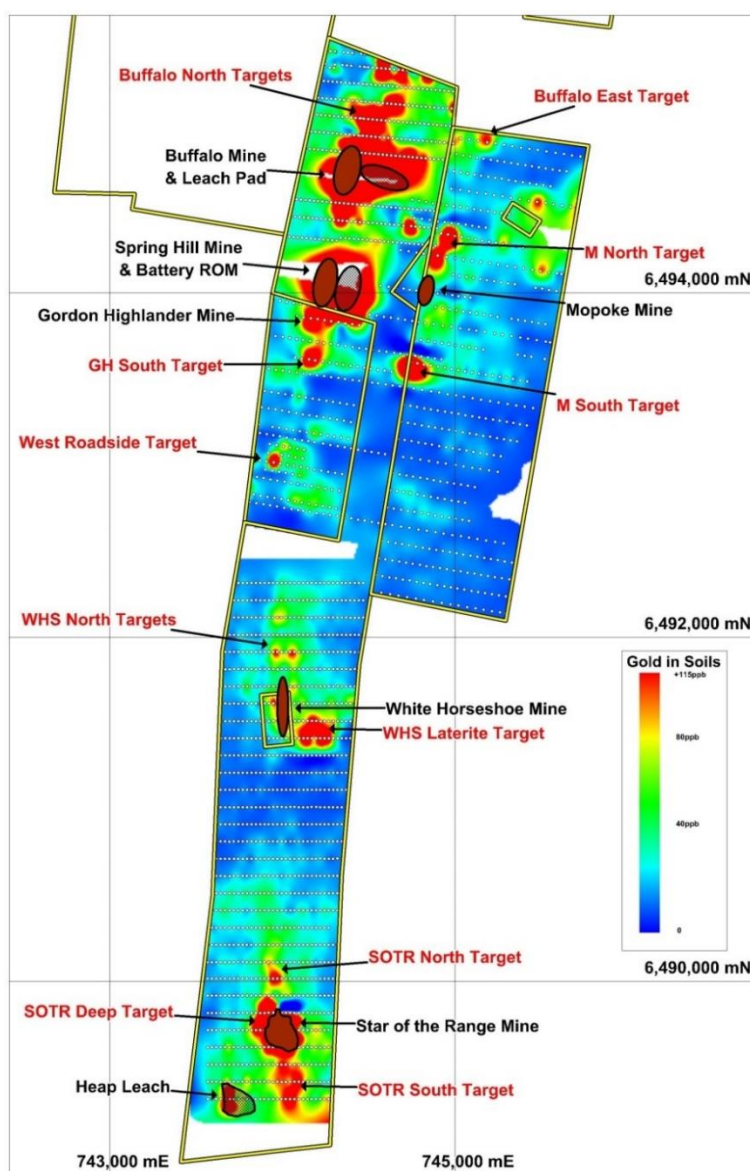 Buffalo North Targets
Buffalo East Target
Buffalo Mine
& Leach Pad
Spring Hill Mine
& Battery ROM
M North Target
6,494,000 mN
Gordon Highlander Mine
Mopoke Mine
GH South Target
M South Target
West Roadside Target
WHS North Targets
6,492,000 mN
Gold in Soils
+115ppb
80ppb
40ppb
0
White Horseshoe Mine
WHS Laterite Target
SOTR North Target
6,490,000 mN
SOTR Deep Target
Star of the Range Mine
Heap Leach
SOTR South Target
743,000 mE
745,000 mE